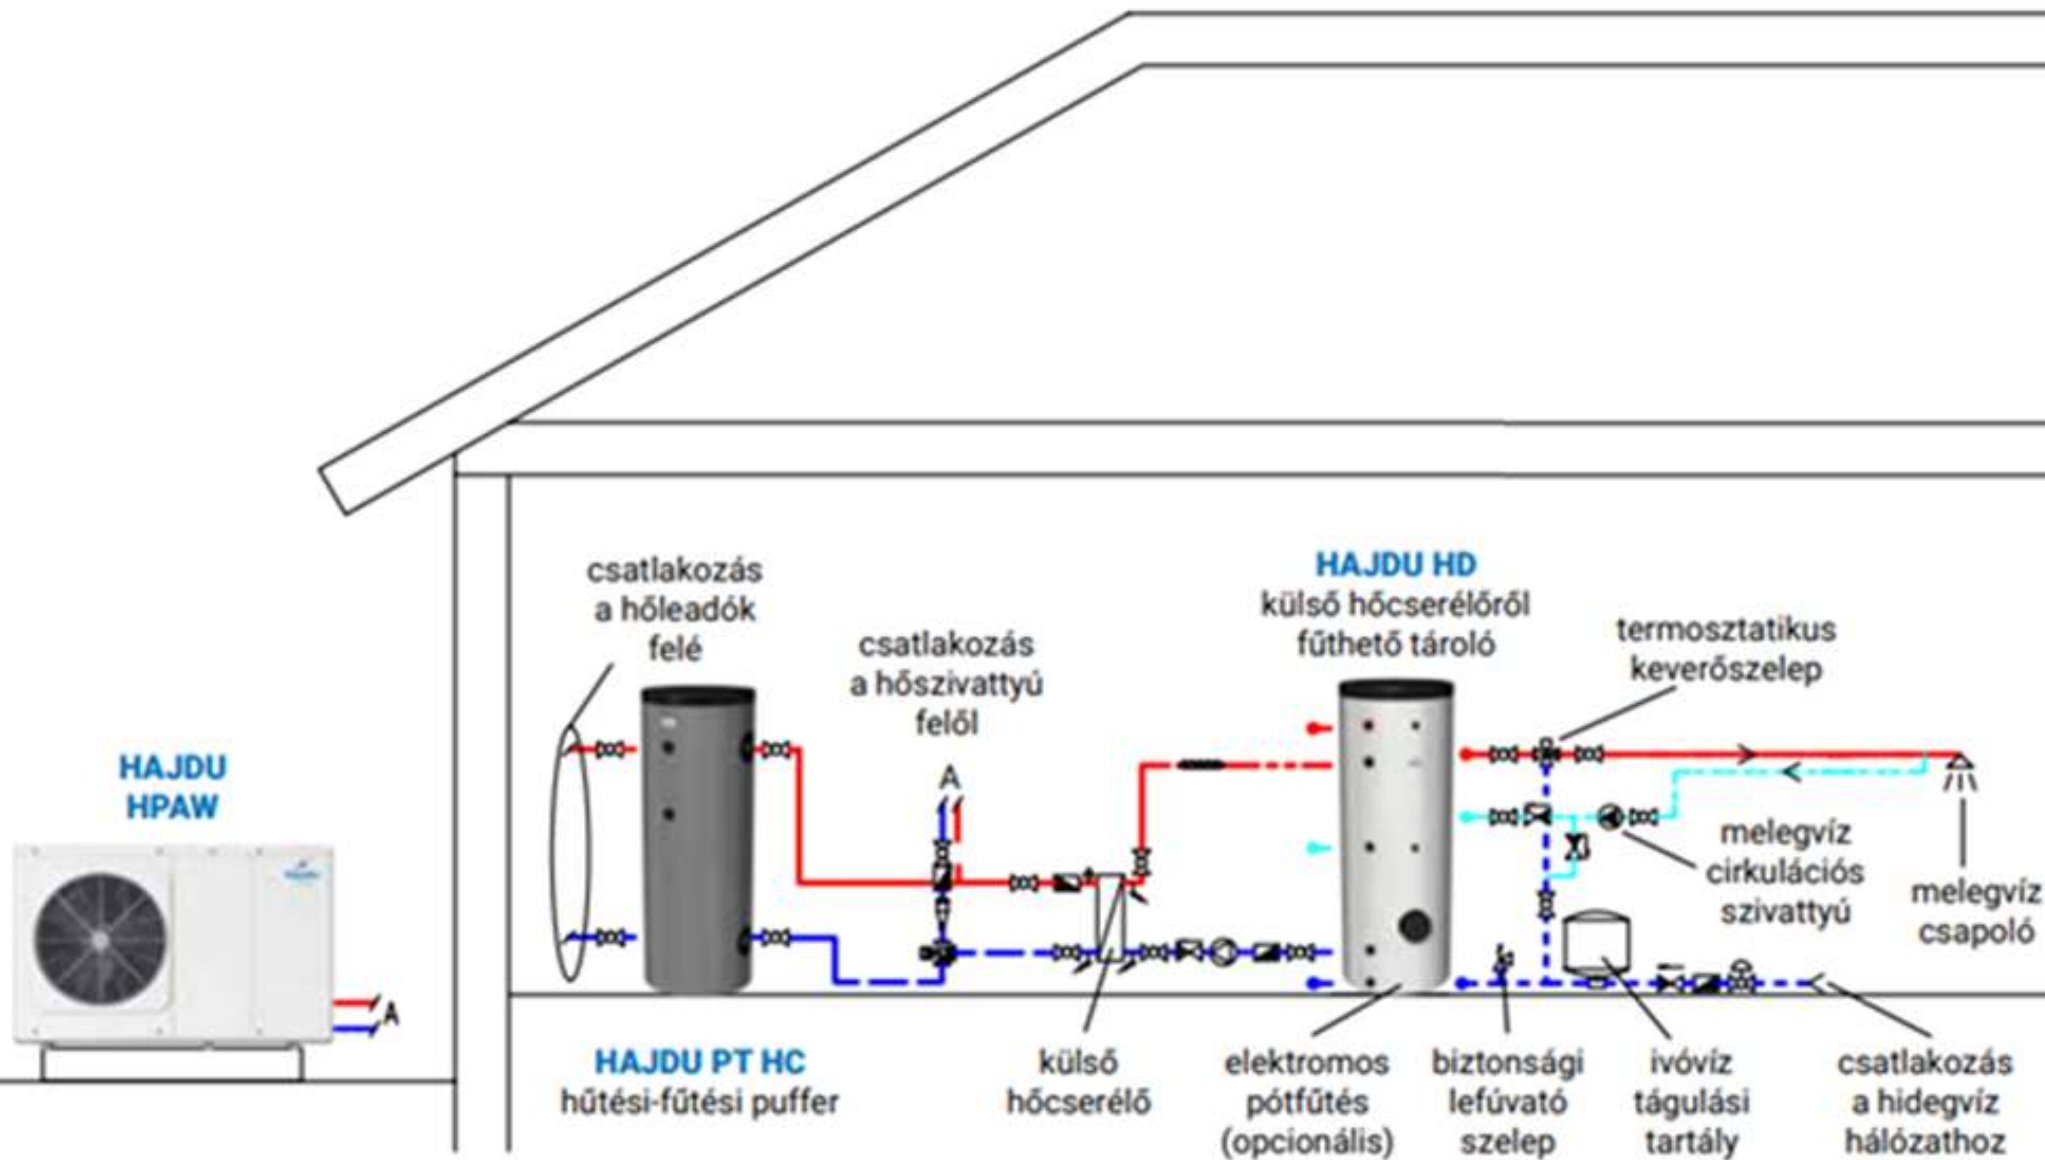 csatlakozás
a hőleadók
felé
csatlakozás
a hőszivattyú
felől
A
HAJDU HD
külső hőcserélőről
fűthető tároló
termosztatikus
keverőszelep
HAJDU
HPAW
A
melegvíz
cirkulációs
szivattyú
melegvíz
csapoló
HAJDU PT HC
hűtési-fűtési puffer
külső
hőcserélő
elektromos
pótfűtés
(opcionális)
biztonsági
lefúvató
szelep
ivóvíz
tágulási
tartály
csatlakozás
a hidegvíz
hálózathoz